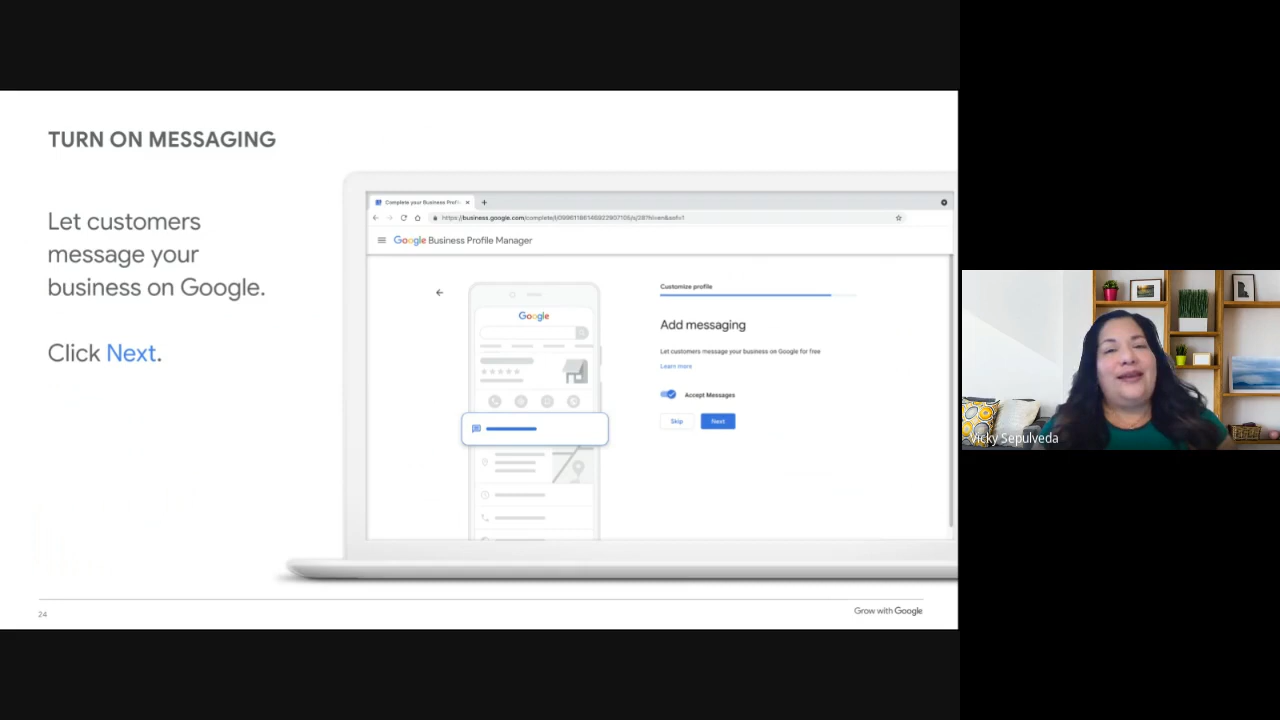 TURN ON MESSAGING
Let customers
message your
business on Google.
Click Next.
Complete your Business Profi
Google Business Profile Manager
Customize profile
Google
Add messaging
Let customers message your business on Google for free
Learn more
Accept Messages
Skip
Next
24
Grow with Google
Vicky Sepulveda